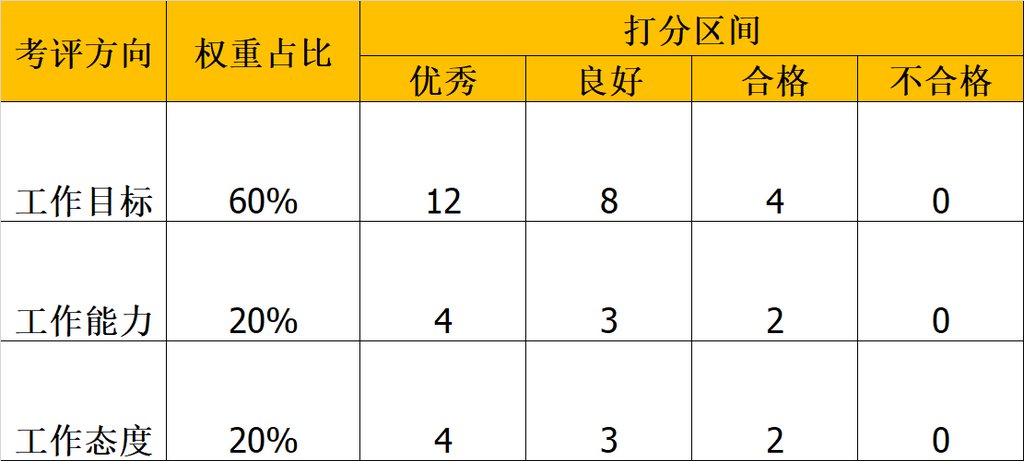 考评方向 权重占比 打分区间
优秀 良好 合格 不合格
工作目标 60% 12 8 4 0
工作能力 20% 4 3 2 0
工作态度 20% 4 3 2 0